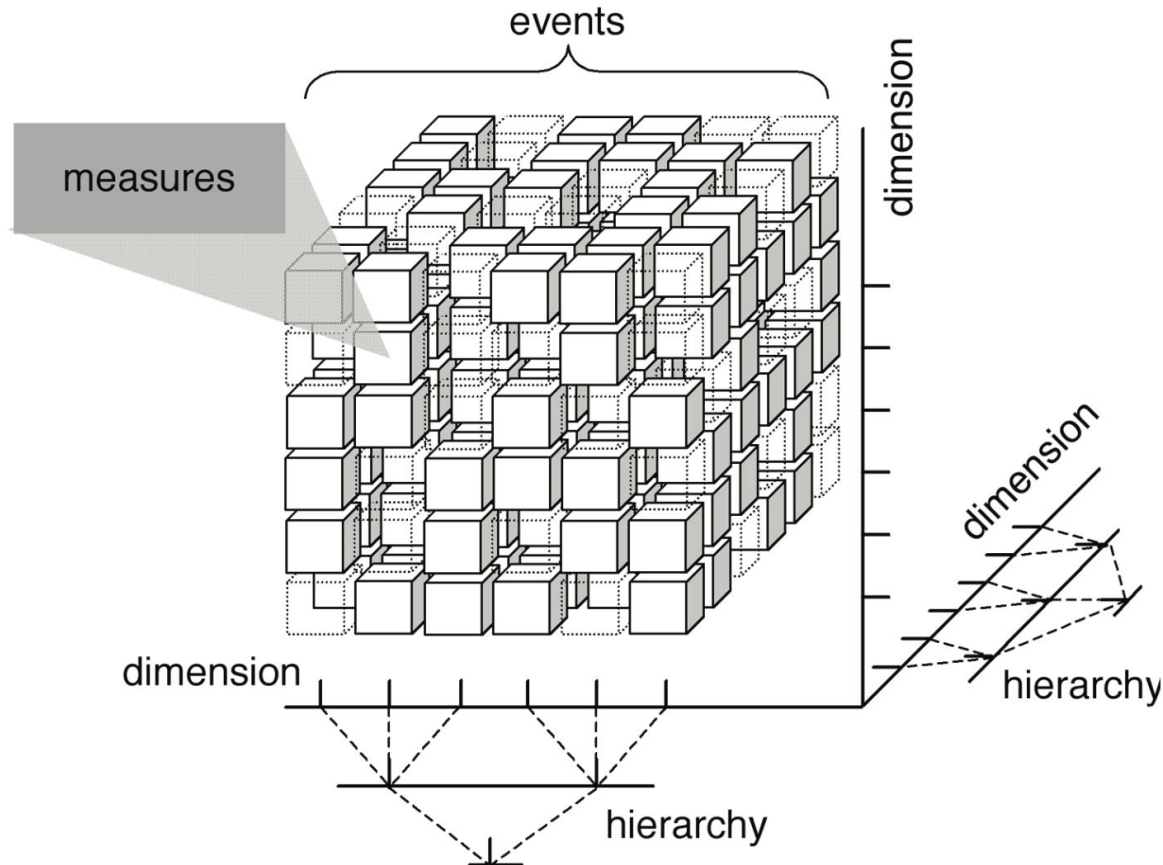 events
dimension
measures
dimension
dimension
hierarchy
hierarchy